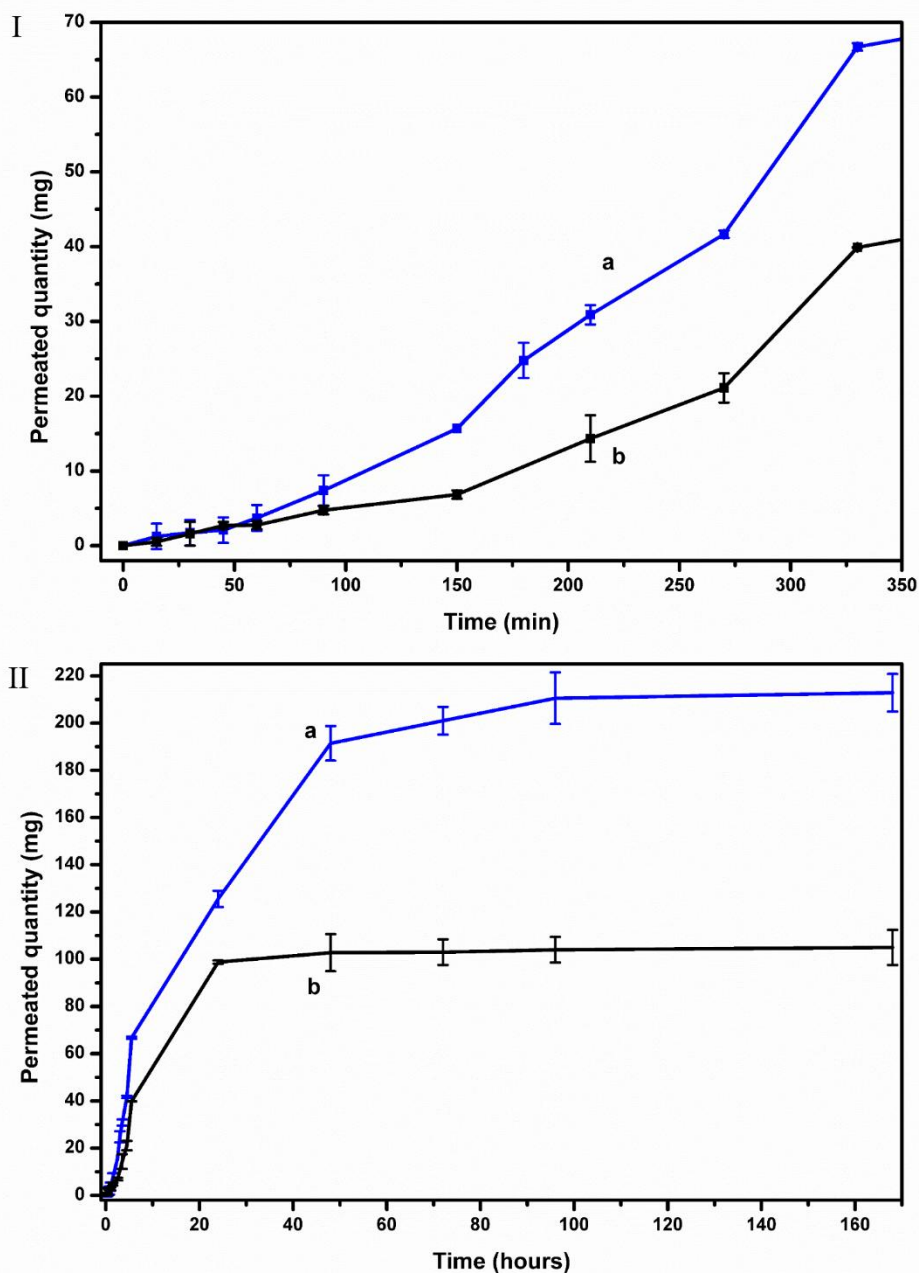 I
70
60
50
40
30
20
10
0
Permeated quantity (mg)
a
b
0 50 100 150 200 250 300 350
Time (min)
II
220
200
180
160
140
120
100
80
60
40
20
0
Permeated quantity (mg)
a
b
0 20 40 60 80 100 120 140 160
Time (hours)